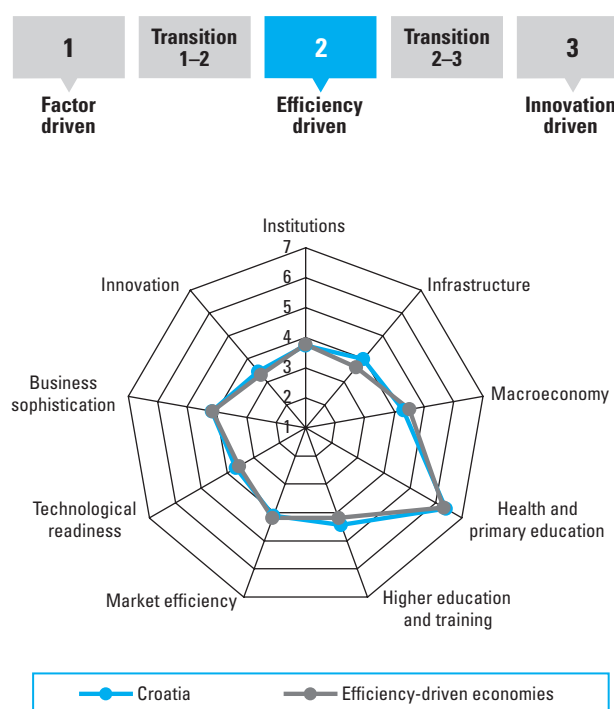 1
Transition
1–2
2
Transition
2–3
3
Factor
driven
Efficiency
driven
Innovation
driven
Institutions
7
6
5
4
3
2
1
Infrastructure
Macroeconomy
Health and
primary education
Higher education
and training
Market efficiency
Technological
readiness
Business
sophistication
Innovation
Croatia
Efficiency-driven economies